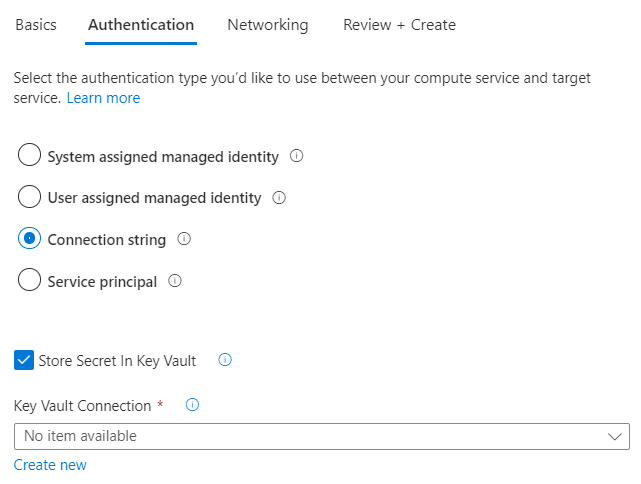 Basics Authentication Networking Review + Create
Select the authentication type you'd like to use between your compute service and target
service. Learn more
System assigned managed identity
User assigned managed identity
Connection string
Service principal
Store Secret In Key Vault
Key Vault Connection *
No item available
Create new